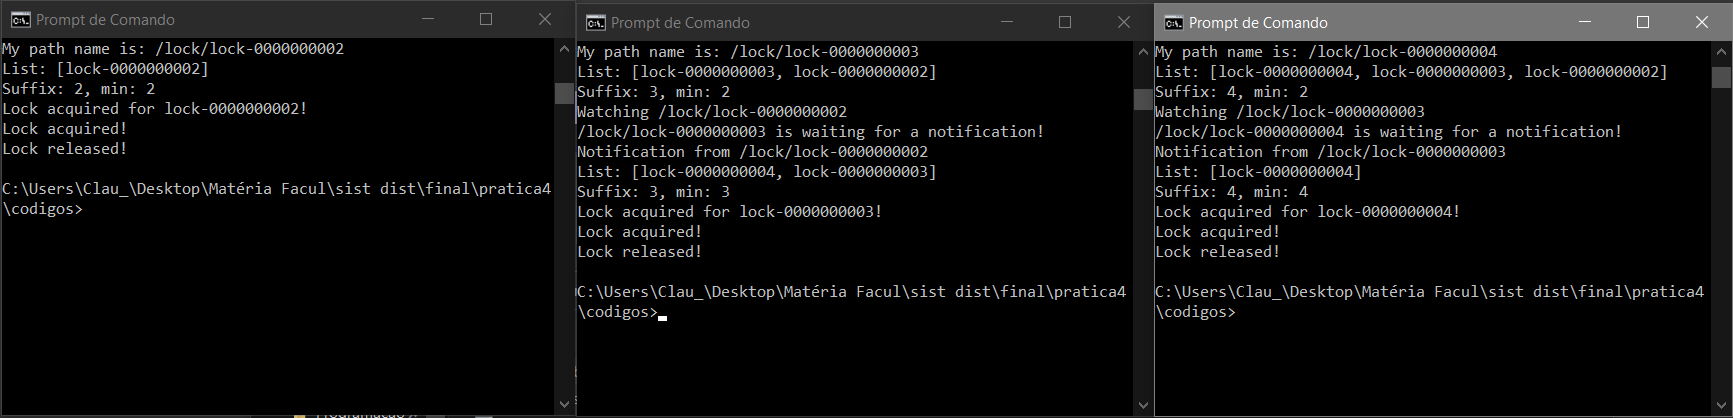 Prompt de Comando
My path name is: /lock/lock-0000000002
List: [lock-0000000002]
Suffix: 2, min: 2
Lock acquired for lock-0000000002!
Lock acquired!
Lock released!
C:\Users\Clau_\Desktop\Matéria Facul\sist dist\final\pratica4
\codigos>
Prompt de Comando
My path name is: /lock/lock-0000000003
List: [lock-0000000003, lock-0000000002]
Suffix: 3, min: 2
Watching /lock/lock-0000000002
/lock/lock-0000000003 is waiting for a notification!
Notification from /lock/lock-0000000002
List: [lock-0000000004, lock-0000000003]
Suffix: 3, min: 3
Lock acquired for lock-0000000003!
Lock acquired!
Lock released!
C:\Users\Clau_\Desktop\Matéria Facul\sist dist\final\pratica4
\codigos>
Prompt de Comando
My path name is: /lock/lock-0000000004
List: [lock-0000000004, lock-0000000003, lock-0000000002]
Suffix: 4, min: 2
Watching /lock/lock-0000000003
/lock/lock-0000000004 is waiting for a notification!
Notification from /lock/lock-0000000003
List: [lock-0000000004]
Suffix: 4, min: 4
Lock acquired for lock-0000000004!
Lock acquired!
Lock released!
C:\Users\Clau_\Desktop\Matéria Facul\sist dist\final\pratica4
\codigos>